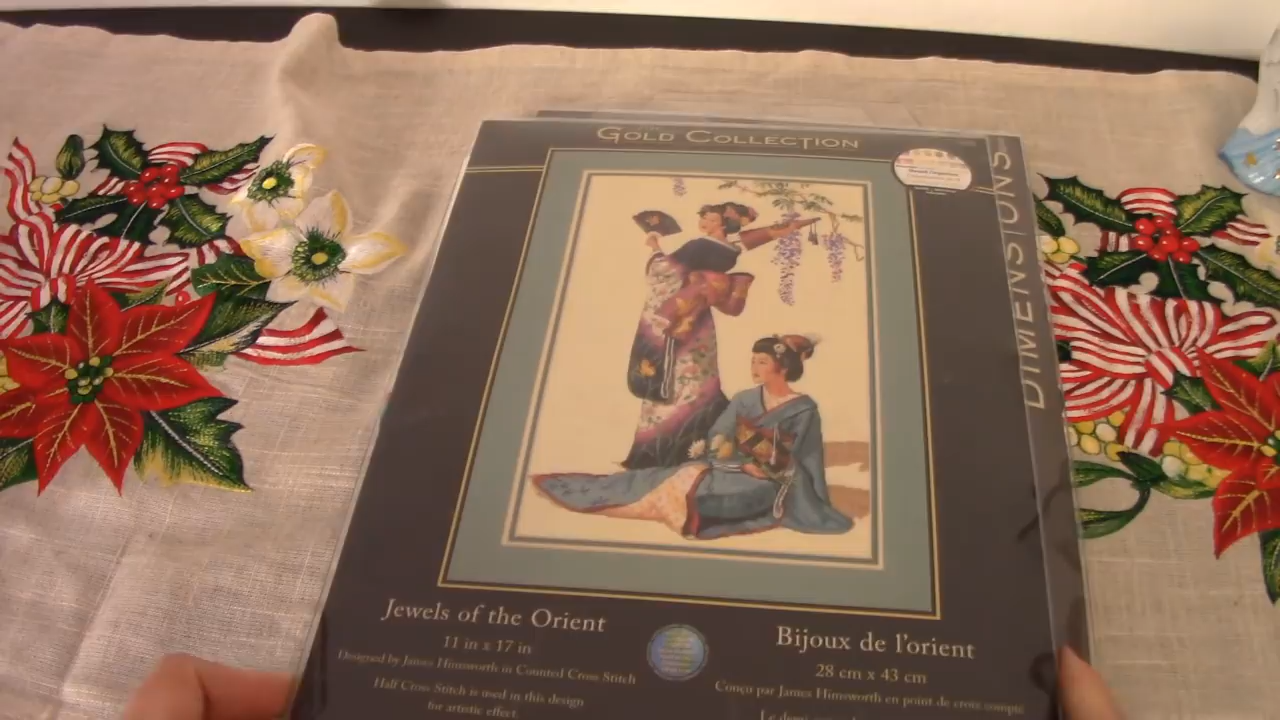 Gold Collection
DIMENSIONS
Jewels of the Orient
11 in x 17 in
Designed by James Himsworth in Counted Cross Stitch
Half Cross Stitch is used in this design
for artistic effect.
Bijoux de l'orient
28 cm x 43 cm
Conçu par James Himsworth en point de croix compté